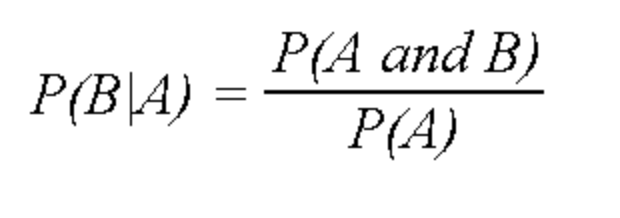 P(B|A) = P(A and B)
P(A)